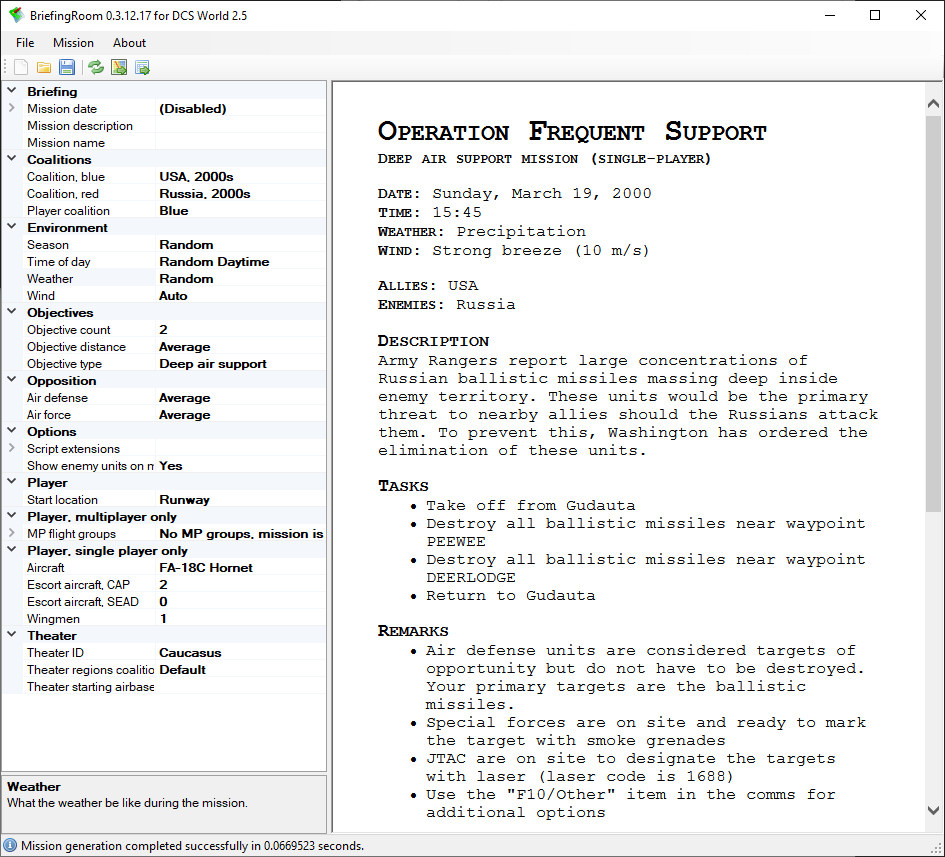 BriefingRoom 0.3.12.17 for DCS World 2.5
File Mission About
Briefing
Mission date (Disabled)
Mission description
Mission name
Coalitions
Coalition, blue USA, 2000s
Coalition, red Russia, 2000s
Player coalition Blue
Environment
Season Random
Time of day Random Daytime
Weather Random
Wind Auto
Objectives
Objective count 2
Objective distance Average
Objective type Deep air support
Opposition
Air defense Average
Air force Average
Options
Script extensions
Show enemy units on m Yes
Player
Start location Runway
Player, multiplayer only
MP flight groups No MP groups, mission is
Player, single player only
Aircraft FA-18C Hornet
Escort aircraft, CAP 2
Escort aircraft, SEAD 0
Wingmen 1
Theater
Theater ID Caucasus
Theater regions coalitio Default
Theater starting airbase
Weather
What the weather be like during the mission.
OPERATION FREQUENT SUPPORT
DEEP AIR SUPPORT MISSION (SINGLE-PLAYER)
DATE: Sunday, March 19, 2000
TIME: 15:45
WEATHER: Precipitation
WIND: Strong breeze (10 m/s)
ALLIES: USA
ENEMIES: Russia
DESCRIPTION
Army Rangers report large concentrations of
Russian ballistic missiles massing deep inside
enemy territory. These units would be the primary
threat to nearby allies should the Russians attack
them. To prevent this, Washington has ordered the
elimination of these units.
TASKS
• Take off from Gudauta
• Destroy all ballistic missiles near waypoint
PEEWEE
• Destroy all ballistic missiles near waypoint
DEERLODGE
• Return to Gudauta
REMARKS
• Air defense units are considered targets of
opportunity but do not have to be destroyed.
Your primary targets are the ballistic
missiles.
• Special forces are on site and ready to mark
the target with smoke grenades
• JTAC are on site to designate the targets
with laser (laser code is 1688)
• Use the "F10/Other" item in the comms for
additional options
Mission generation completed successfully in 0.0669523 seconds.